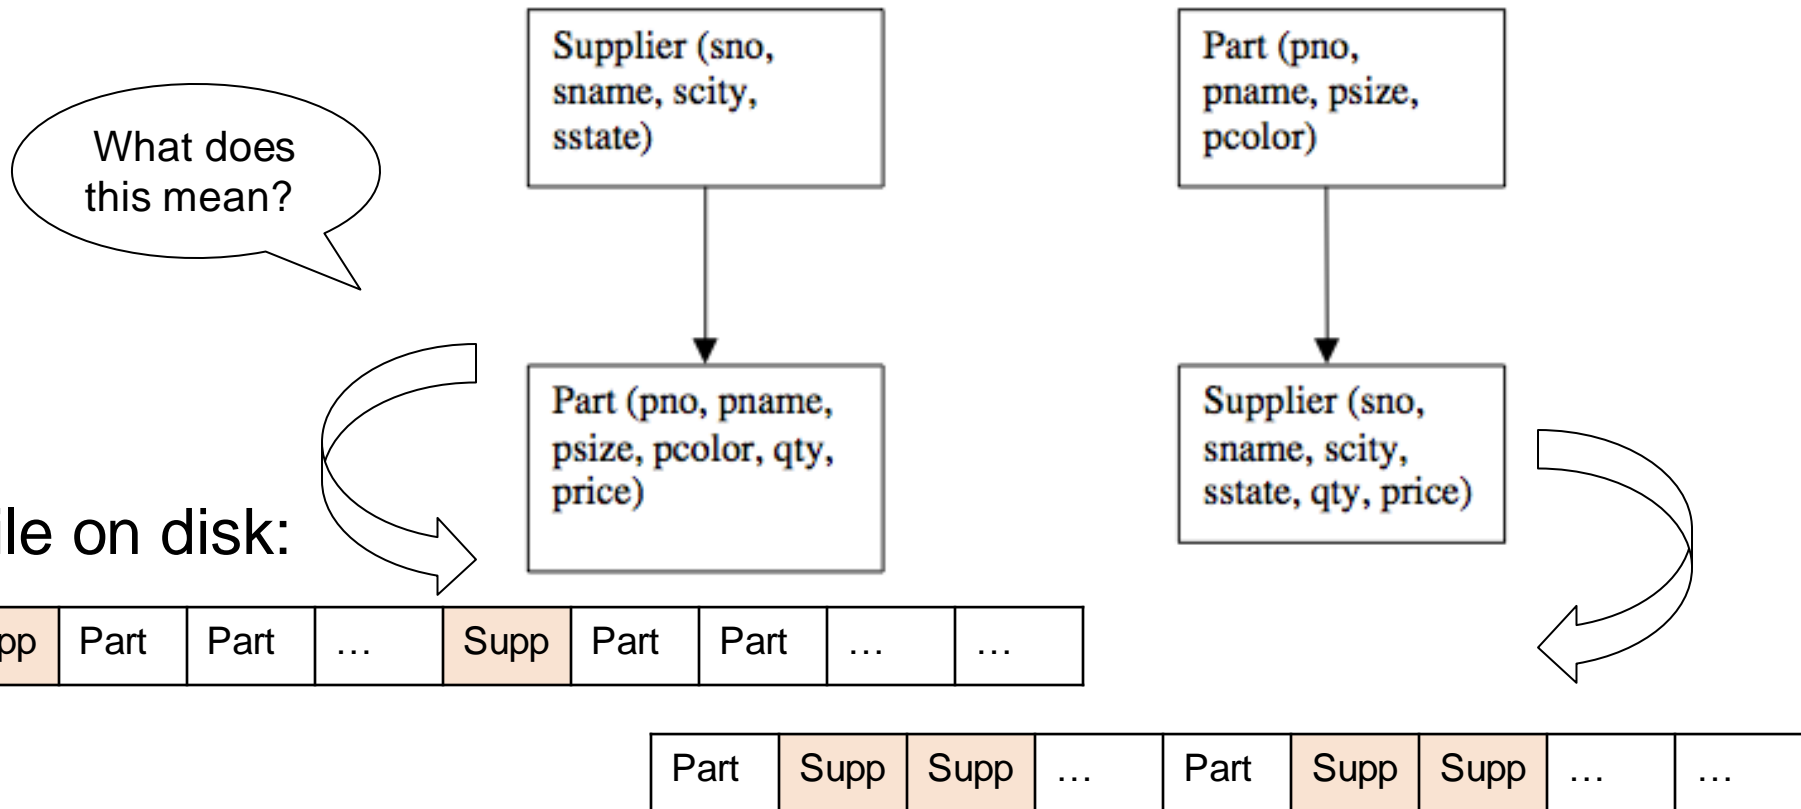 What does
this mean?
Supplier (sno,
sname, scity,
sstate)
Part (pno,
pname, psize,
pcolor)
Part (pno, pname,
psize, pcolor, qty,
price)
Supplier (sno,
sname, scity,
sstate, qty, price)
on disk:
Part Part … Supp Part Part … …
Part Supp Supp … Part Supp Supp … …